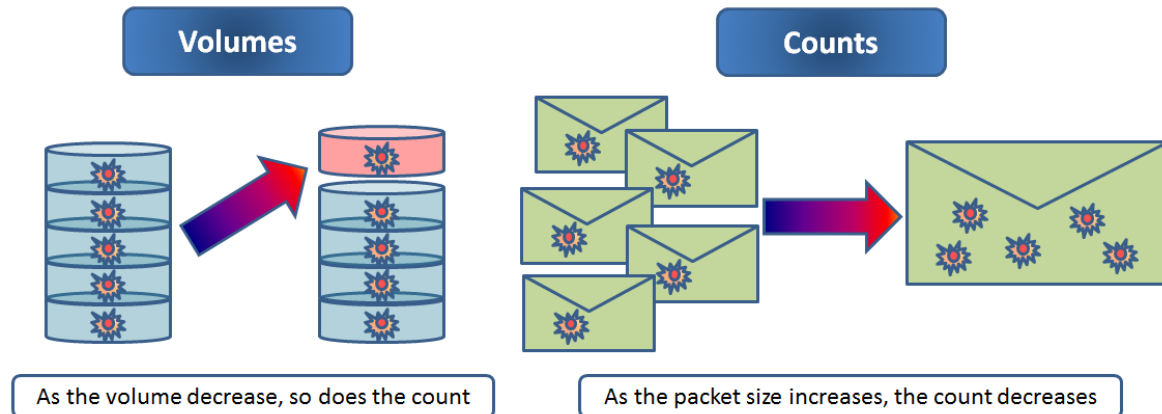 Volumes
Counts
As the volume decrease, so does the count
As the packet size increases, the count decreases